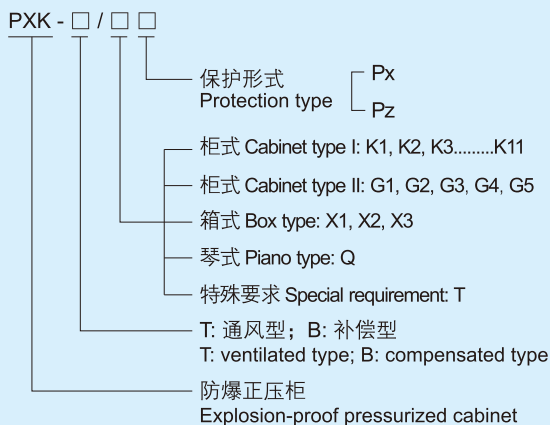 PXK - □ / □ □
保护形式
Protection type
Px
Pz
柜式 Cabinet type I: K1, K2, K3.........K11
柜式 Cabinet type II: G1, G2, G3, G4, G5
箱式 Box type: X1, X2, X3
琴式 Piano type: Q
特殊要求 Special requirement: T
T: 通风型；B: 补偿型
T: ventilated type; B: compensated type
防爆正压柜
Explosion-proof pressurized cabinet